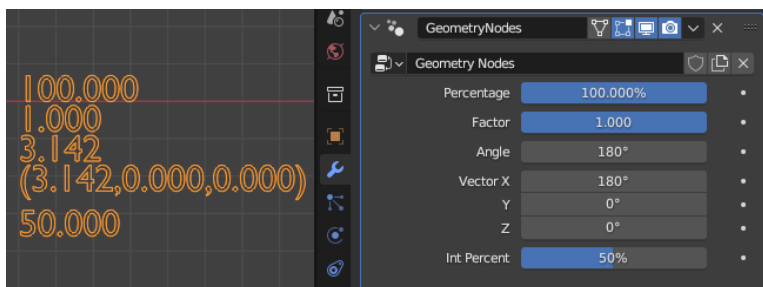 100.000
1.000
3.142
(3.142,0.000,0.000)
50.000
GeometryNodes
Geometry Nodes
Percentage 100.000%
Factor 1.000
Angle 180°
Vector X 180°
Y 0°
Z 0°
Int Percent 50%